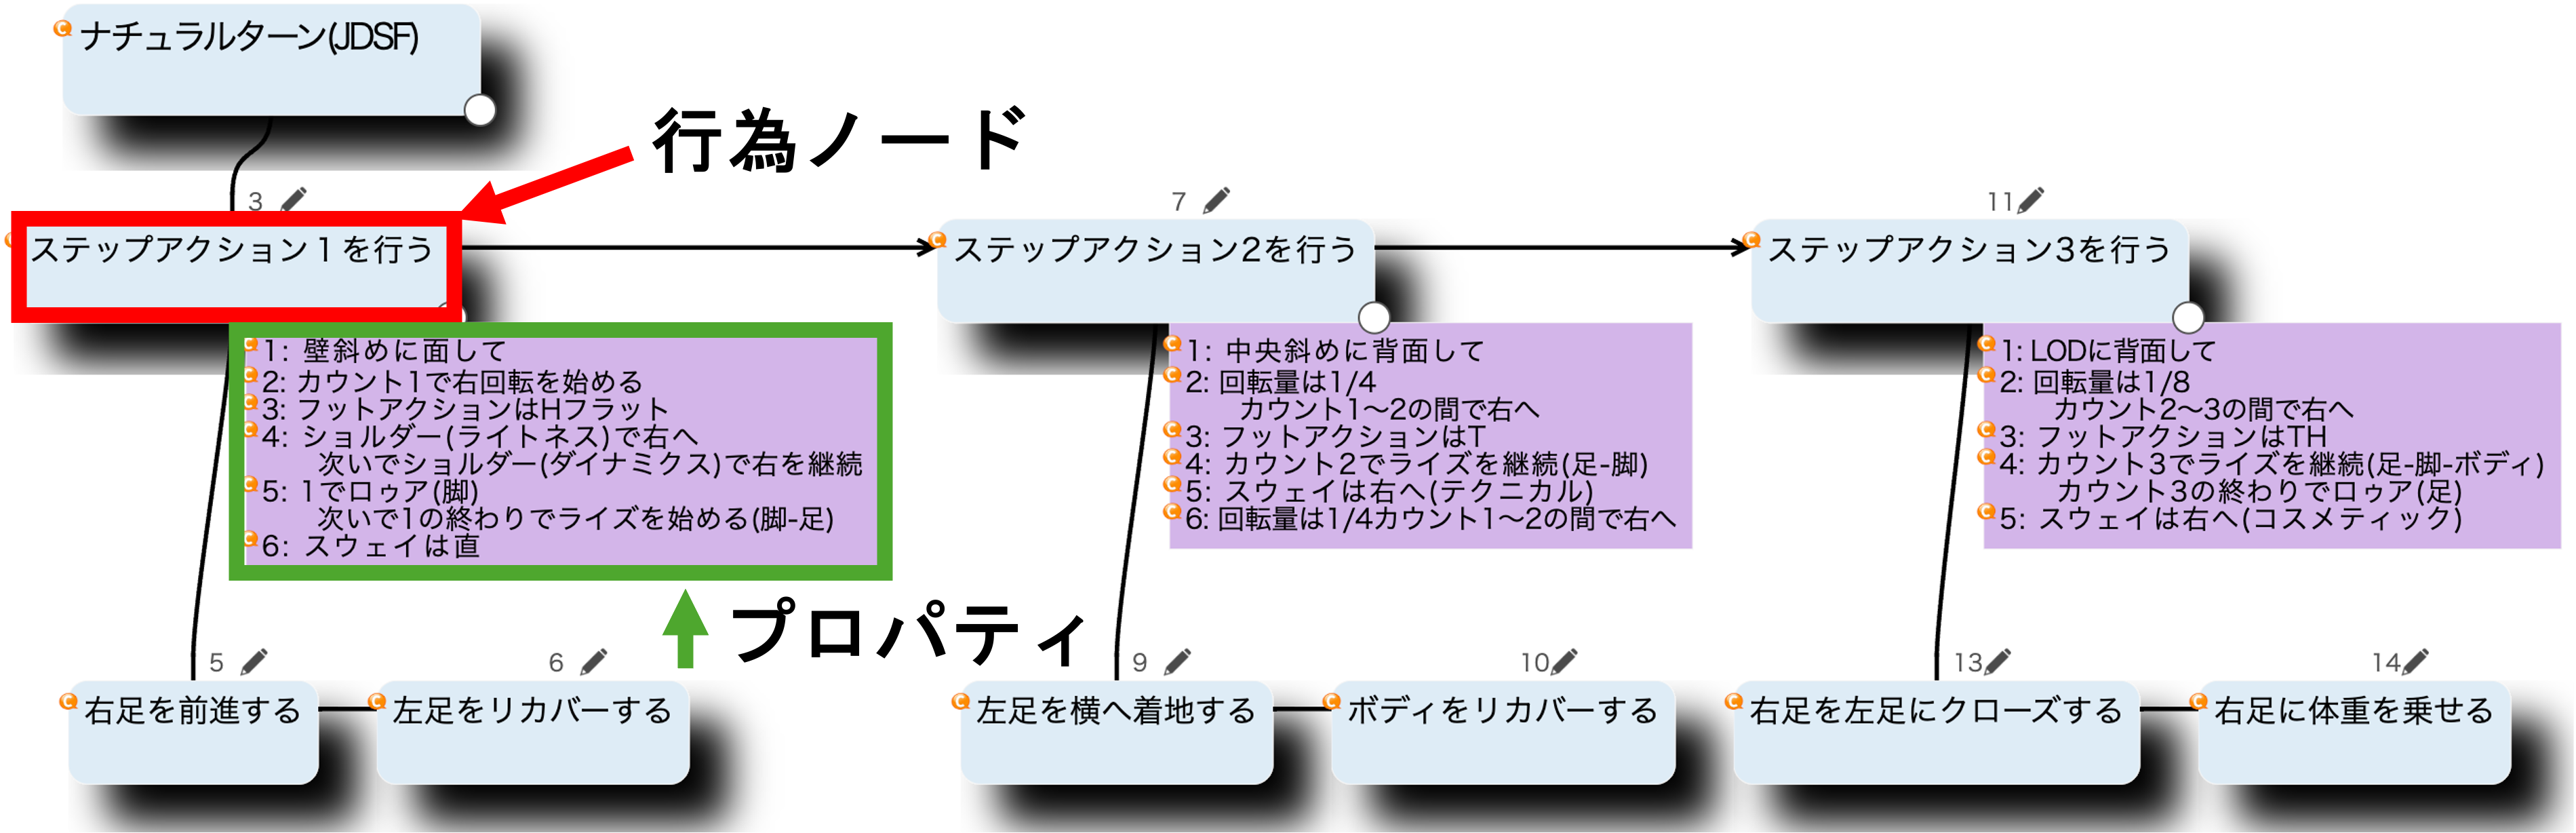 ナチュラルターン(JDSF)
行為ノード
3
ステップアクション１を行う
7
ステップアクション2を行う
11
ステップアクション3を行う
1: 壁斜めに面して
2: カウント1で右回転を始める
3: フットアクションはHフラット
4: ショルダー(ライトネス)で右へ
次いでショルダー(ダイナミクス)で右を継続
5: 1でロゥア(脚)
次いで1の終わりでライズを始める(脚-足)
6: スウェイは直
プロパティ
1: 中央斜めに背面して
2: 回転量は1/4
カウント1～2の間で右へ
3: フットアクションはT
4: カウント2でライズを継続(足-脚)
5: スウェイは右へ(テクニカル)
6: 回転量は1/4カウント1～2の間で右へ
1: LODに背面して
2: 回転量は1/8
カウント2～3の間で右へ
3: フットアクションはTH
4: カウント3でライズを継続(足-脚-ボディ)
カウント3の終わりでロゥア(足)
5: スウェイは右へ(コスメティック)
5
右足を前進する
6
左足をリカバーする
9
左足を横へ着地する
10
ボディをリカバーする
13
右足を左足にクローズする
14
右足に体重を乗せる